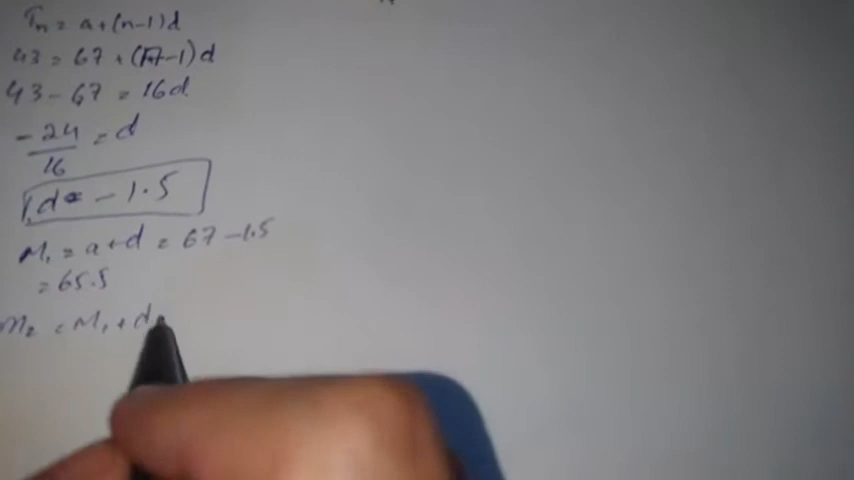 Tn = a+(n-1)d
43 = 67 + (17-1)d
43 - 67 = 16d
-24/16 = d
d = -1.5
M1 = a+d = 67 -1.5
= 65.5
M2 = M1 + d